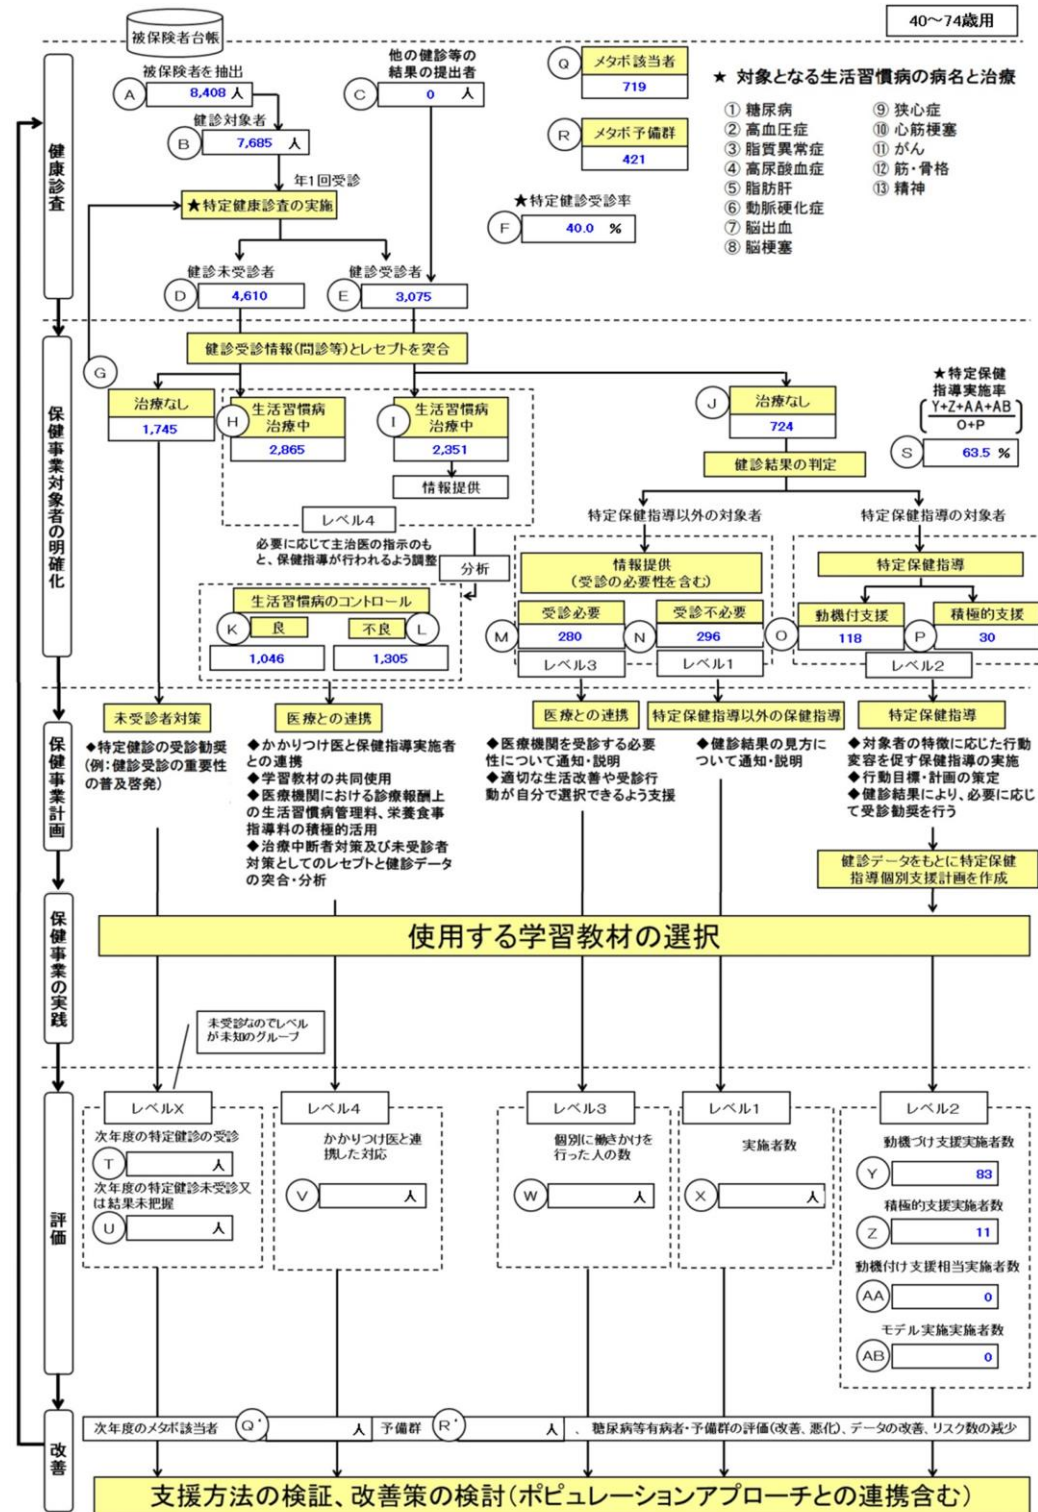 40～74歳用
被保険者台帳
被保険者を抽出
A
8,408 人
他の健診等の
結果の提出者
C
0 人
健診対象者
B
7,685 人
年1回受診
★特定健康診査の実施
健診未受診者
D
4,610
健診受診者
E
3,075
Q
メタボ該当者
719
R
メタボ予備群
421
★特定健診受診率
F
40.0 %
★ 対象となる生活習慣病の病名と治療
① 糖尿病
② 高血圧症
③ 脂質異常症
④ 高尿酸血症
⑤ 脂肪肝
⑥ 動脈硬化症
⑦ 脳出血
⑧ 脳梗塞
⑨ 狭心症
⑩ 心筋梗塞
⑪ がん
⑫ 筋・骨格
⑬ 精神
健康診査
健診受診情報(問診等)とレセプトを突合
G
治療なし
1,745
H
生活習慣病
治療中
2,865
I
生活習慣病
治療中
2,351
情報提供
レベル4
J
治療なし
724
健診結果の判定
★特定保健
指導実施率
Y+Z+AA+AB
O+P
S
63.5 %
必要に応じて主治医の指示のも
と、保健指導が行われるよう調整
分析
生活習慣病のコントロール
K
良
不良
L
1,046
1,305
特定保健指導以外の対象者
情報提供
(受診の必要性を含む)
M
受診必要
280
レベル3
N
受診不必要
296
レベル1
特定保健指導の対象者
特定保健指導
O
動機付支援
118
P
積極的支援
30
レベル2
保健事業対象者の明確化
未受診者対策
◆特定健診の受診勧奨
(例：健診受診の重要性
の普及啓発)
医療との連携
◆かかりつけ医と保健指導実施者
との連携
◆学習教材の共同使用
◆医療機関における診療報酬上
の生活習慣病管理料、栄養食事
指導料の積極的活用
◆治療中断者対策及び未受診者
対策としてのレセプトと健診データ
の突合・分析
医療との連携
◆医療機関を受診する必要
性について通知・説明
◆適切な生活改善や受診行
動が自分で選択できるよう支援
特定保健指導以外の保健指導
◆健診結果の見方に
ついて通知・説明
特定保健指導
◆対象者の特徴に応じた行動
変容を促す保健指導の実施
◆行動目標・計画の策定
◆健診結果により、必要に応じ
て受診勧奨を行う
健診データをもとに特定保健
指導個別支援計画を作成
保健事業計画
使用する学習教材の選択
保健事業の実践
未受診なのでレベル
が未知のグループ
レベルX
次年度の特定健診の受診
T
人
次年度の特定健診未受診又
は結果未把握
U
人
レベル4
かかりつけ医と連
携した対応
V
人
レベル3
個別に働きかけを
行った人の数
W
人
レベル1
実施者数
X
人
レベル2
動機づけ支援実施者数
Y
83
積極的支援実施者数
Z
11
動機付け支援相当実施者数
AA
0
モデル実施実施者数
AB
0
評価
次年度のメタボ該当者
Q'
人
予備群
R'
人
、糖尿病等有病者・予備群の評価(改善、悪化)、データの改善、リスク数の減少
改善
支援方法の検証、改善策の検討(ポピュレーションアプローチとの連携含む)